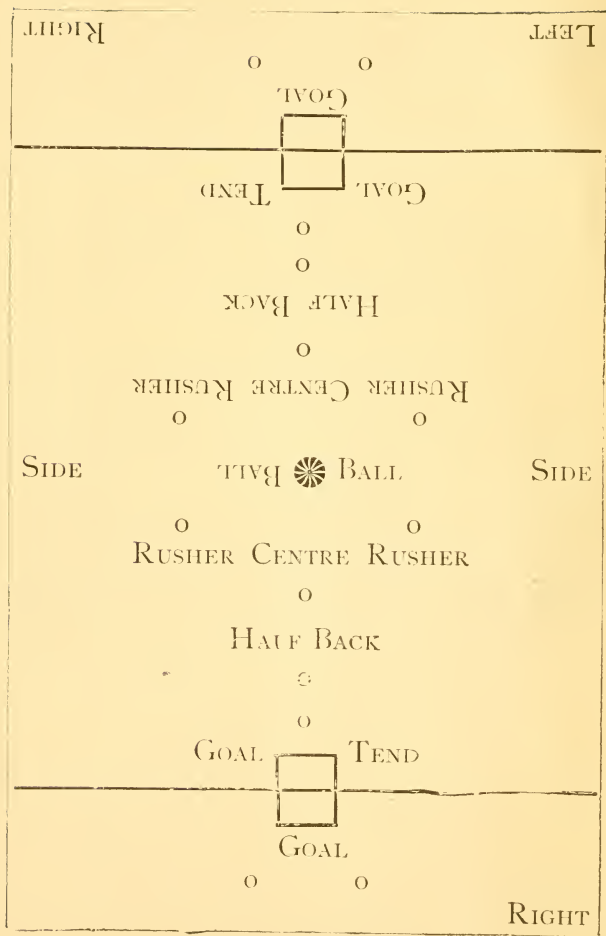 RIGHT LEFT
GOAL
GOAL TEND
HALF BACK
RUSHER CENTRE RUSHER
SIDE BALL BALL SIDE
RUSHER CENTRE RUSHER
HALF BACK
GOAL TEND
GOAL
RIGHT